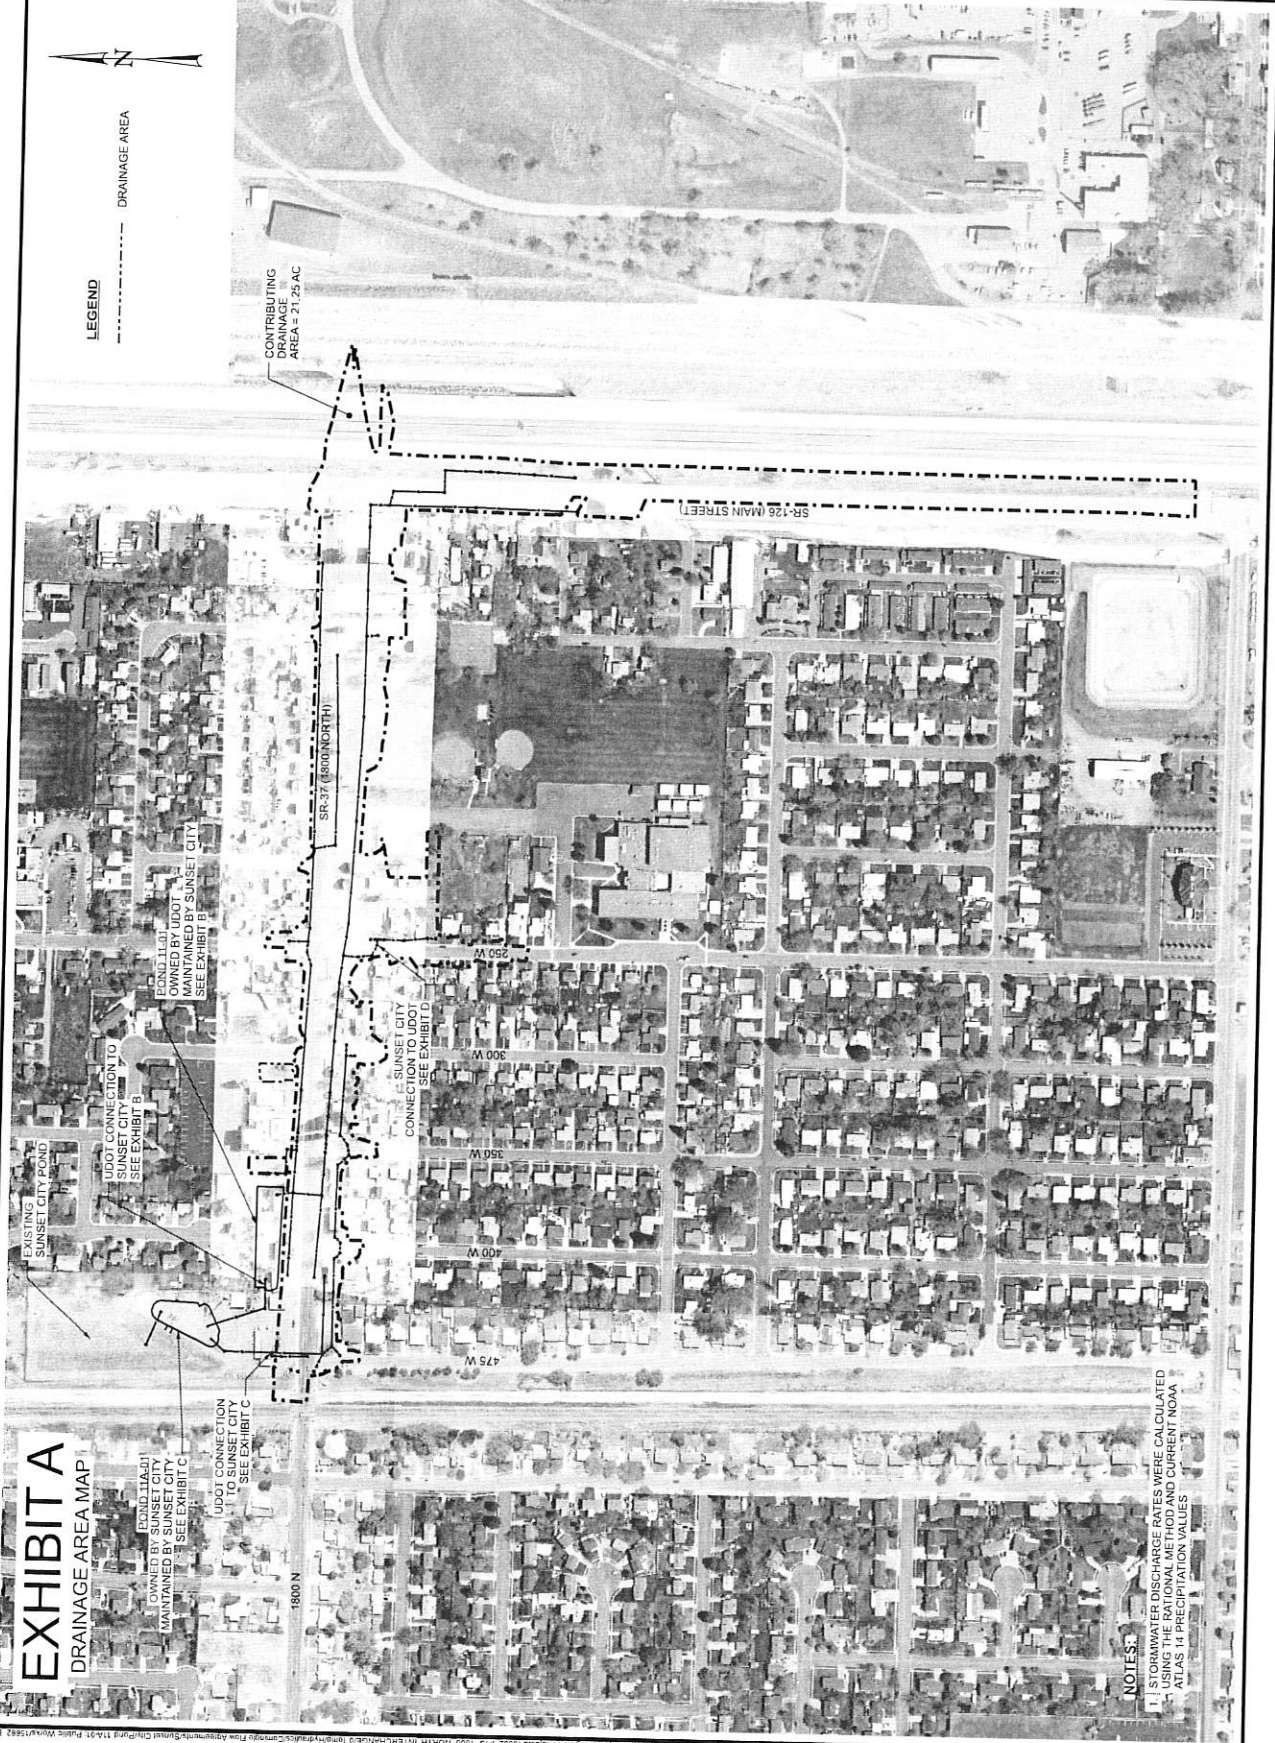 EXHIBIT A
DRAINAGE AREA MAP
EXISTING
SUNSET CITY POND
POND 11A-01
OWNED BY SUNSET CITY
MAINTAINED BY SUNSET CITY
SEE EXHIBIT C
UDOT CONNECTION
TO SUNSET CITY
SEE EXHIBIT C
1800 N
UDOT CONNECTION TO
SUNSET CITY
SEE EXHIBIT B
POND 11-01
OWNED BY UDOT
MAINTAINED BY SUNSET CITY
SEE EXHIBIT B
SUNSET CITY
CONNECTION TO UDOT
SEE EXHIBIT D
SR-37 (1800 NORTH)
475 W
400 W
350 W
300 W
250 W
SR-126 (MAIN STREET)
CONTRIBUTING
DRAINAGE
AREA = 21.25 AC
LEGEND
DRAINAGE AREA
N
NOTES:
1. STORMWATER DISCHARGE RATES WERE CALCULATED
USING THE RATIONAL METHOD AND CURRENT NOAA
ATLAS 14 PRECIPITATION VALUES